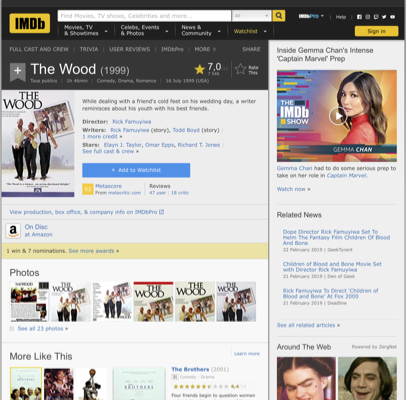 IMDb
Find Movies, TV shows, Celebrities and more...
All
IMDbPro
Help
Movies, TV
& Showtimes
Celebs, Events
& Photos
News &
Community
Watchlist
Sign in
FULL CAST AND CREW
TRIVIA
USER REVIEWS
IMDbPro
MORE
SHARE
The Wood (1999)
7,0
Rate
This
Tous publics | 1h 46min | Comedy, Drama, Romance | 16 July 1999 (USA)
THE
WOOD
While dealing with a friend's cold feet on his wedding day, a writer
reminisces about his youth with his best friends.
Director: Rick Famuyiwa
Writers: Rick Famuyiwa (story), Todd Boyd (story)
1 more credit »
Stars: Elayn J. Taylor, Omar Epps, Richard T. Jones
See full cast & crew »
+ Add to Watchlist
Metascore
From metacritic.com
Reviews
47 user | 18 critic
View production, box office, & company info on IMDbPro
On Disc
at Amazon
1 win & 7 nominations. See more awards »
Photos
THE WOOD
THE WOOD
THE WOOD
See all 23 photos »
More Like This
Learn more
The Brothers (2001)
Comedy | Drama
6,4
Four friends begin to question women
Inside Gemma Chan's Intense
'Captain Marvel' Prep
THE
IMDb
SHOW
GEMMA CHAN
Gemma Chan had to do some serious prep
to take on her role in Captain Marvel.
Watch now »
Related News
Dope Director Rick Famuyiwa Set To
Helm The Fantasy Film Children Of Blood
And Bone
22 February 2019 | GeekTyrant
Children of Blood and Bone Movie Set
with Director Rick Famuyiwa
21 February 2019 | Den of Geek
Rick Famuyiwa To Direct 'Children of
Blood and Bone' At Fox 2000
21 February 2019 | Deadline
See all related articles »
Around The Web
Powered by ZergNet